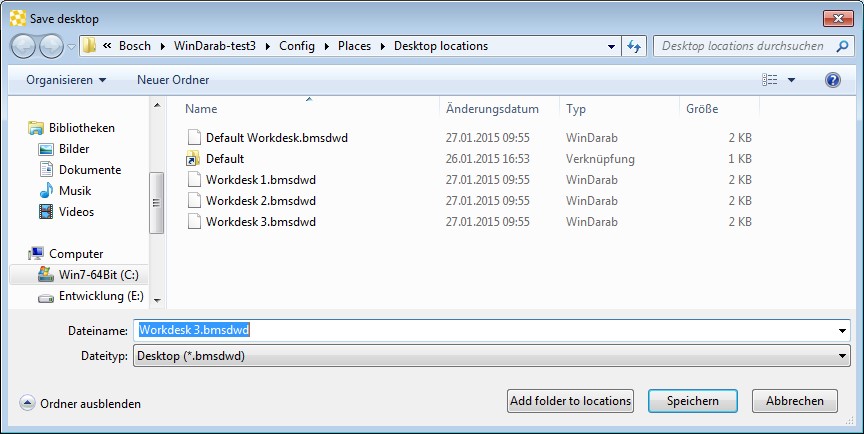 Save desktop
« Bosch ▸ WinDarab-test3 ▸ Config ▸ Places ▸ Desktop locations
Desktop locations durchsuchen
Organisieren Neuer Ordner
Name Änderungsdatum Typ Größe
Bibliotheken
Bilder
Dokumente
Musik
Videos
Computer
Win7-64Bit (C:)
Entwicklung (E:)
Default Workdesk.bmsdwd 27.01.2015 09:55 WinDarab 2 KB
Default 26.01.2015 16:53 Verknüpfung 1 KB
Workdesk 1.bmsdwd 27.01.2015 09:55 WinDarab 2 KB
Workdesk 2.bmsdwd 27.01.2015 09:55 WinDarab 2 KB
Workdesk 3.bmsdwd 27.01.2015 09:55 WinDarab 2 KB
Dateiname: Workdesk 3.bmsdwd
Dateityp: Desktop (*.bmsdwd)
Ordner ausblenden
Add folder to locations
Speichern
Abbrechen